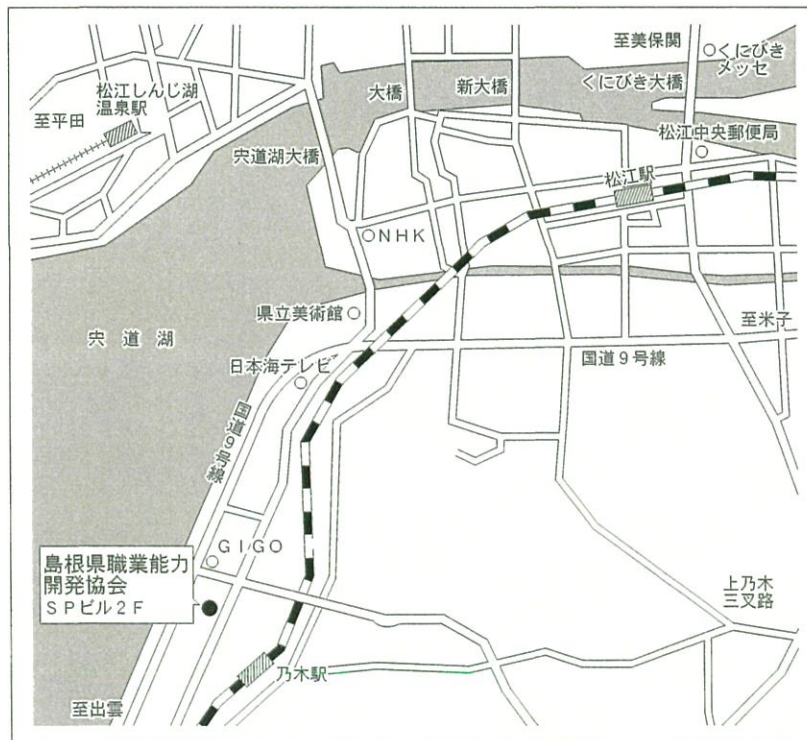 至美保関
くにびき
メッセ
松江しんじ湖
温泉駅
至平田
大橋
新大橋
くにびき大橋
宍道湖大橋
松江中央郵便局
松江駅
NHK
県立美術館
宍道湖
至米子
日本海テレビ
国道9号線
国道9号線
GIGO
島根県職業能力
開発協会
SPビル2F
上乃木
三叉路
乃木駅
至出雲